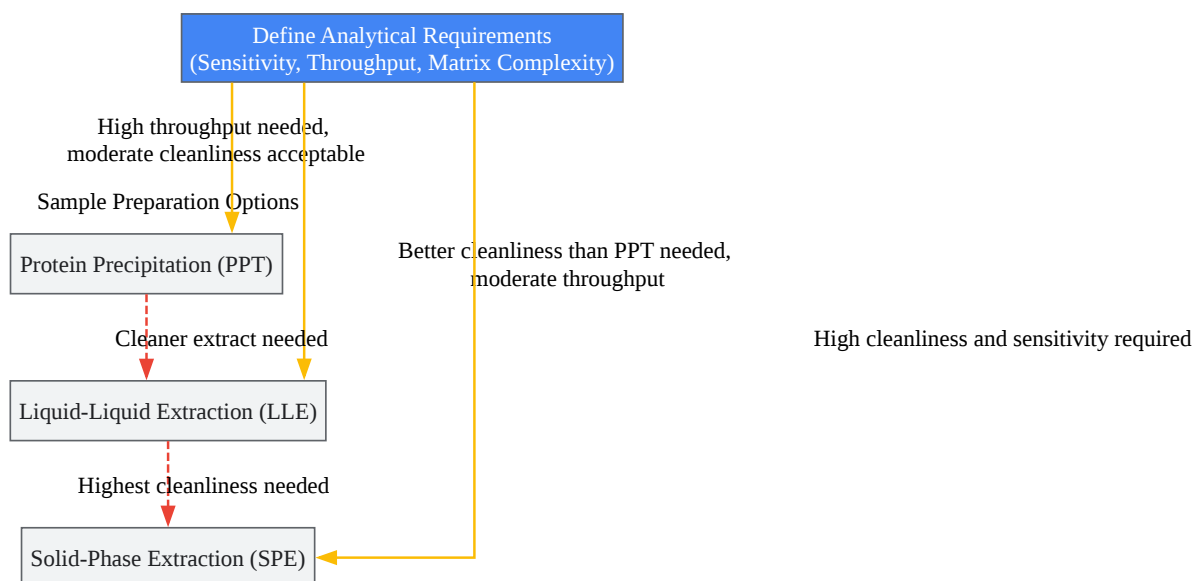 Define Analytical Requirements
(Sensitivity, Throughput, Matrix Complexity)
High throughput needed,
moderate cleanliness acceptable
Sample Preparation Options
Protein Precipitation (PPT)
Better cleanliness than PPT needed,
moderate throughput
Cleaner extract needed
High cleanliness and sensitivity required
Liquid-Liquid Extraction (LLE)
Highest cleanliness needed
Solid-Phase Extraction (SPE)